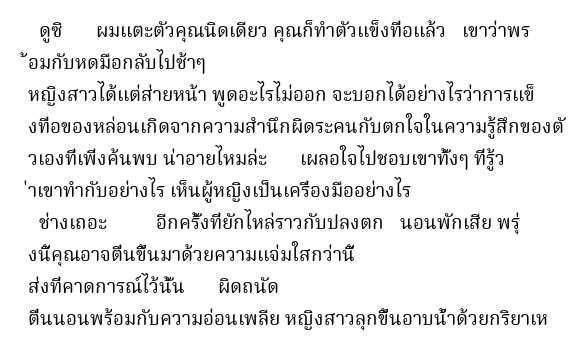 ดูซิ   ผมแตะตัวคุณนิดเดียว คุณก็ทำตัวแข็งทื่อแล้ว  เขาว่าพร
้อมกับหดมือกลับไปช้าๆ
หญิงสาวได้แต่ส่ายหน้า พูดอะไรไม่ออก จะบอกได้อย่างไรว่าการแข็
งทื่อของหล่อนเกิดจากความสำนึกผิดระคนกับตกใจในความรู้สึกของตั
วเองที่เพิ่งค้นพบ น่าอายไหมล่ะ   เผลอใจไปชอบเขาทั้งๆ ที่รู้ว
่าเขาทำกับอย่างไร เห็นผู้หญิงเป็นเครื่องมืออย่างไร
ช่างเถอะ    อีกครั้งที่ยักไหล่ราวกับปลงตก  นอนพักเสีย พรุ่
งนี้คุณอาจตื่นขึ้นมาด้วยความแจ่มใสกว่านี้
ส่งที่คาดการณ์ไว้นั้น   ผิดถนัด
ตื่นนอนพร้อมกับความอ่อนเพลีย หญิงสาวลุกขึ้นอาบน้ำด้วยกริยาเห